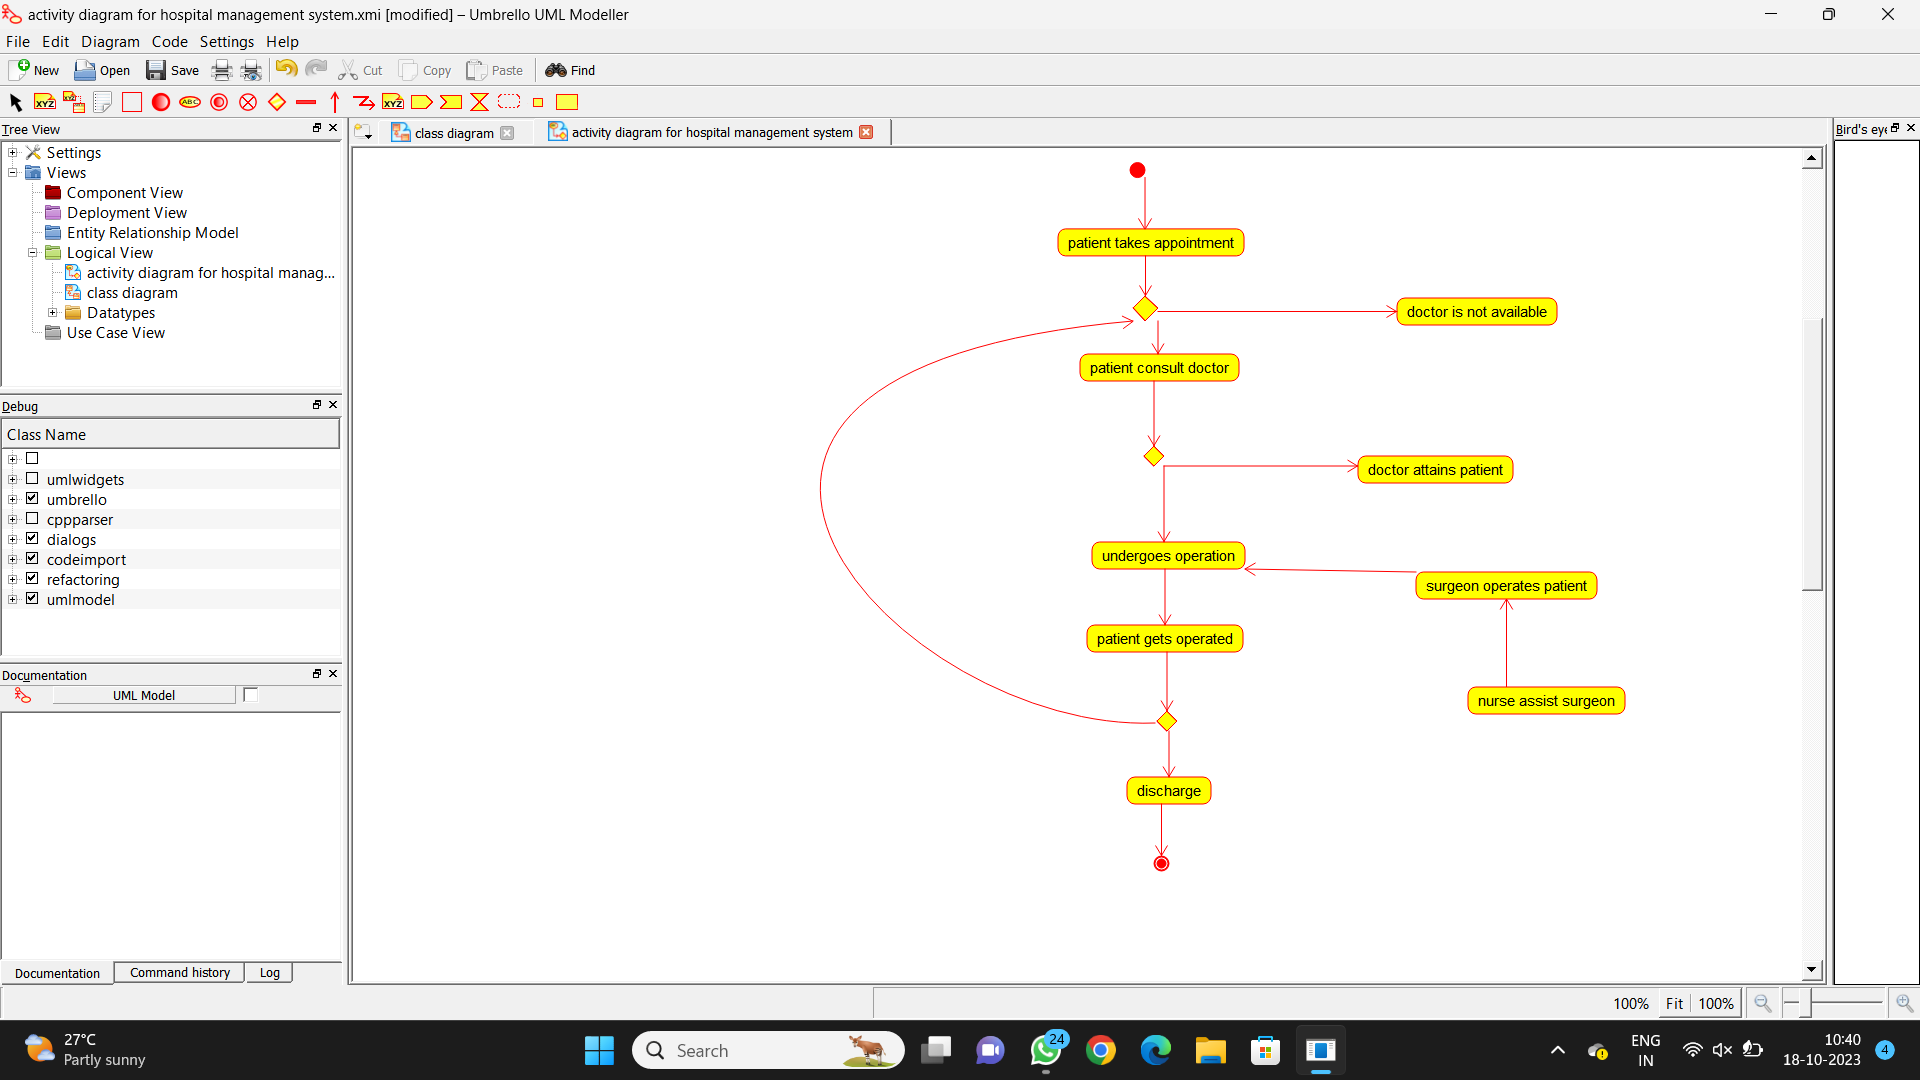 activity diagram for hospital management system.xmi [modified] – Umbrello UML Modeller
File Edit Diagram Code Settings Help
New Open Save Cut Copy Paste Find
XYZ XYZ ABC XYZ
Tree View
Settings
Views
Component View
Deployment View
Entity Relationship Model
Logical View
activity diagram for hospital manag...
class diagram
Datatypes
Use Case View
Debug
Class Name
umlwidgets
umbrello
cppparser
dialogs
codeimport
refactoring
umlmodel
Documentation
UML Model
Documentation Command history Log
class diagram activity diagram for hospital management system
patient takes appointment
doctor is not available
patient consult doctor
doctor attains patient
undergoes operation
surgeon operates patient
patient gets operated
nurse assist surgeon
discharge
Bird's eye
100% Fit 100%
27°C
Partly sunny
Search
24
ENG
IN
10:40
18-10-2023
4